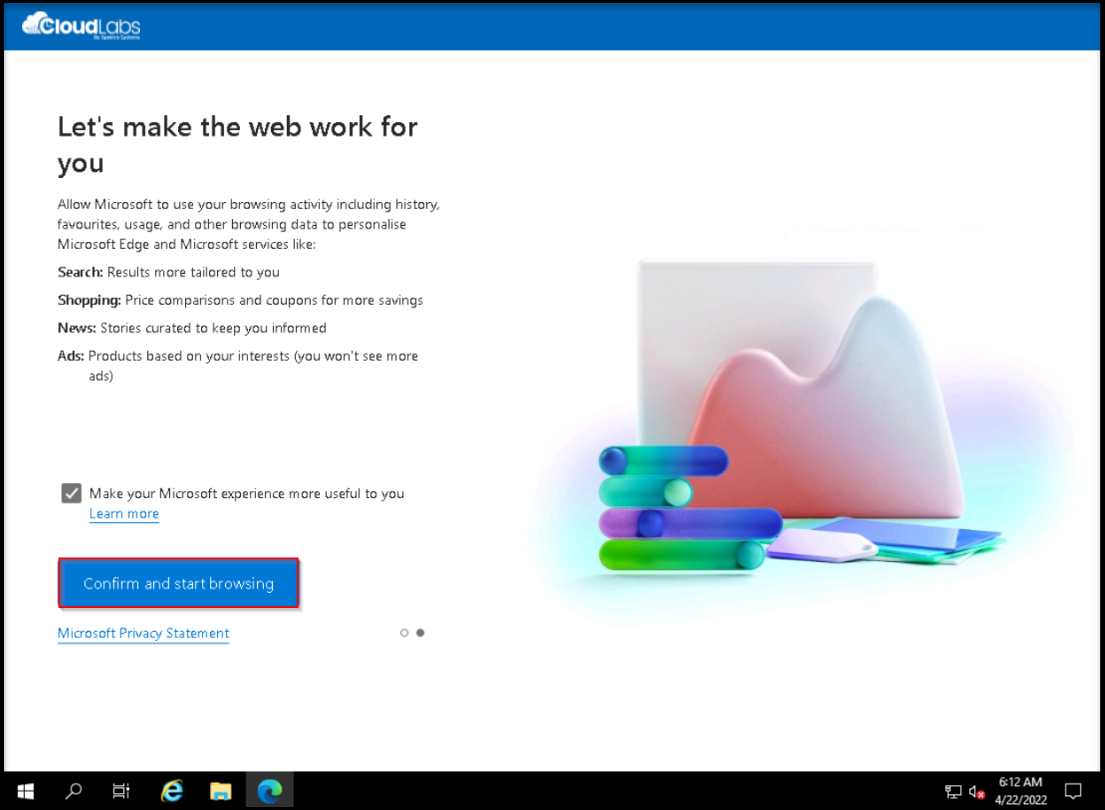 CloudLabs
By Spektra Systems
Let's make the web work for
you
Allow Microsoft to use your browsing activity including history,
favourites, usage, and other browsing data to personalise
Microsoft Edge and Microsoft services like:
Search: Results more tailored to you
Shopping: Price comparisons and coupons for more savings
News: Stories curated to keep you informed
Ads: Products based on your interests (you won't see more
ads)
Make your Microsoft experience more useful to you
Learn more
Confirm and start browsing
Microsoft Privacy Statement
6:12 AM
4/22/2022